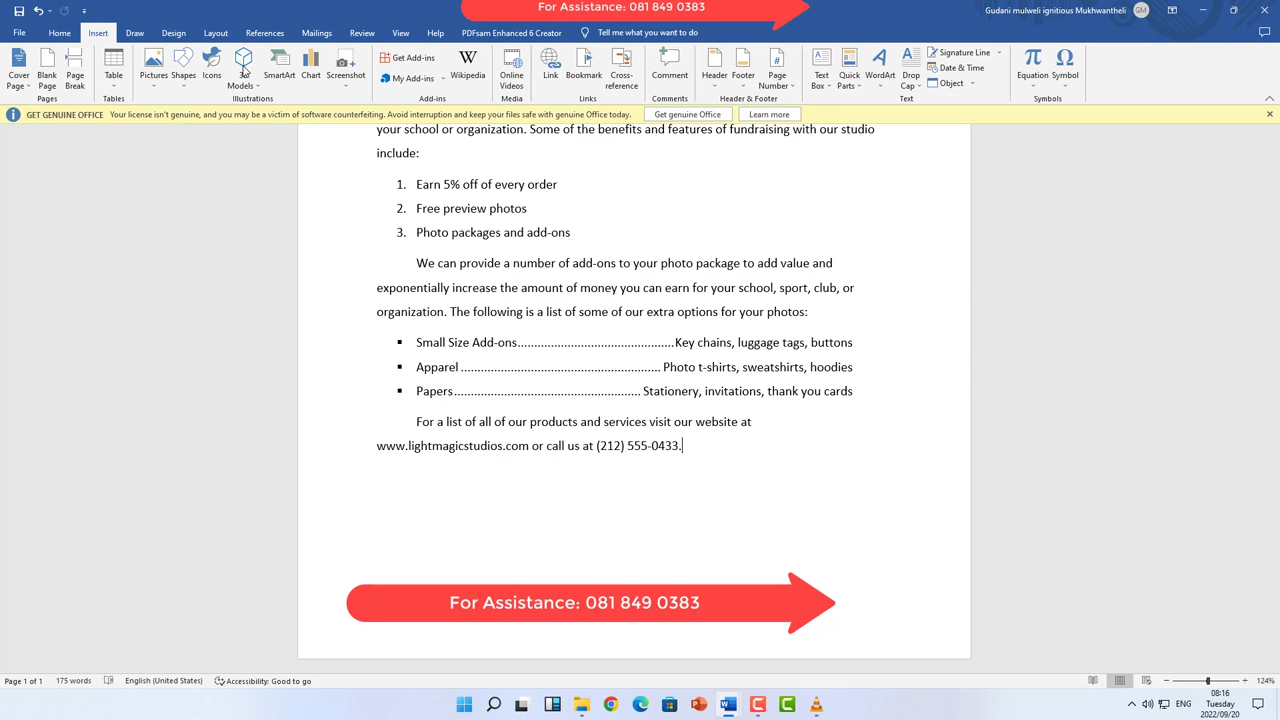 For Assistance: 081 849 0383
Gudani mulweli ignitious Mukhwantheli GM
File Home Insert Draw Design Layout References Mailings Review View Help PDFsam Enhanced 6 Creator Tell me what you want to do
Cover Page Blank Page Page Break Table Pictures Shapes Icons 3D Models SmartArt Chart Screenshot Get Add-ins My Add-ins Wikipedia Online Videos Link Bookmark Cross-reference Comment Header Footer Page Number Text Box Quick Parts WordArt Drop Cap Signature Line Date & Time Object Equation Symbol
Pages Tables Illustrations Add-ins Media Links Comments Header & Footer Text Symbols
GET GENUINE OFFICE Your license isn't genuine, and you may be a victim of software counterfeiting. Avoid interruption and keep your files safe with genuine Office today. Get genuine Office Learn more
your school or organization. Some of the benefits and features of fundraising with our studio
include:
1. Earn 5% off of every order
2. Free preview photos
3. Photo packages and add-ons
We can provide a number of add-ons to your photo package to add value and
exponentially increase the amount of money you can earn for your school, sport, club, or
organization. The following is a list of some of our extra options for your photos:
▪ Small Size Add-ons...............................................Key chains, luggage tags, buttons
▪ Apparel ............................................................ Photo t-shirts, sweatshirts, hoodies
▪ Papers........................................................ Stationery, invitations, thank you cards
For a list of all of our products and services visit our website at
www.lightmagicstudios.com or call us at (212) 555-0433.
For Assistance: 081 849 0383
Page 1 of 1 175 words English (United States) Accessibility: Good to go 124%
ENG
08:16
Tuesday
2022/09/20